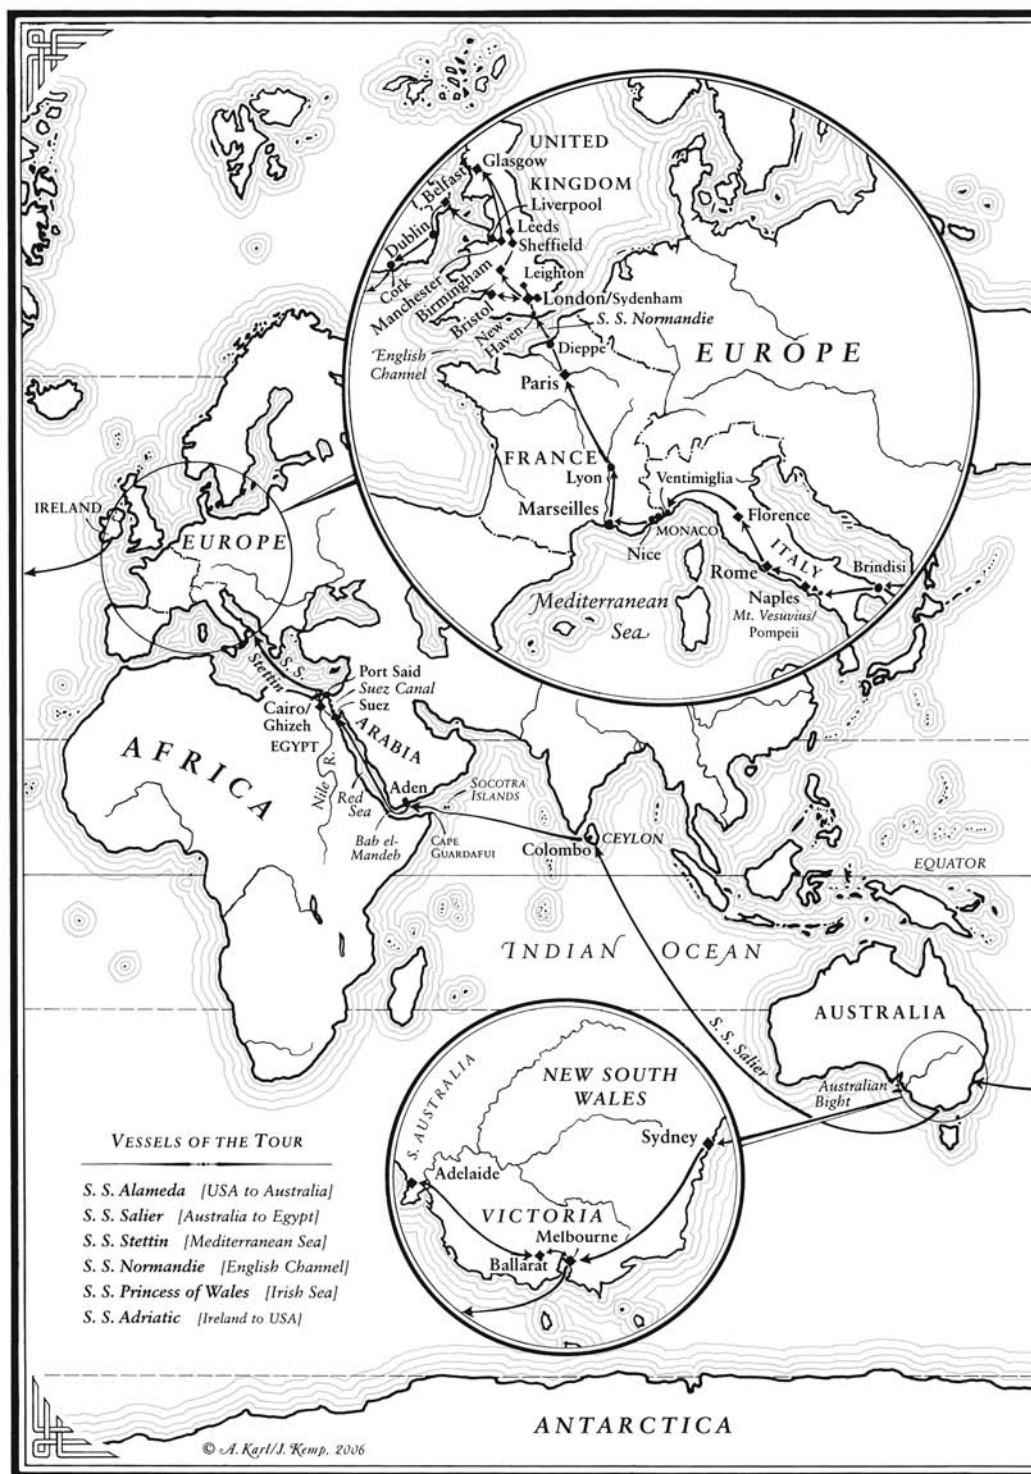 UNITED
KINGDOM
Glasgow
Belfast
Liverpool
Dublin
Leeds
Sheffield
Cork
Manchester
Birmingham
Leighton
Bristol
London/Sydenham
New
Haven
S. S. Normandie
English
Channel
Dieppe
EUROPE
Paris
FRANCE
Lyon
Ventimiglia
Marseilles
MONACO
Florence
Nice
ITALY
Rome
Brindisi
Naples
Mt. Vesuvius/
Pompeii
Mediterranean
Sea
IRELAND
EUROPE
S. S.
Stettin
Port Said
Suez Canal
Suez
Cairo/
Ghizeh
EGYPT
ARABIA
AFRICA
Nile R.
Red
Sea
Aden
SOCOTRA
ISLANDS
Bab el-
Mandeb
CAPE
GUARDAFUI
CEYLON
Colombo
EQUATOR
INDIAN OCEAN
AUSTRALIA
S. S. Salier
Australian
Bight
S. AUSTRALIA
NEW SOUTH
WALES
Sydney
Adelaide
VICTORIA
Melbourne
Ballarat
VESSELS OF THE TOUR
S. S. Alameda [USA to Australia]
S. S. Salier [Australia to Egypt]
S. S. Stettin [Mediterranean Sea]
S. S. Normandie [English Channel]
S. S. Princess of Wales [Irish Sea]
S. S. Adriatic [Ireland to USA]
ANTARCTICA
© A. Karl/J. Kemp, 2006